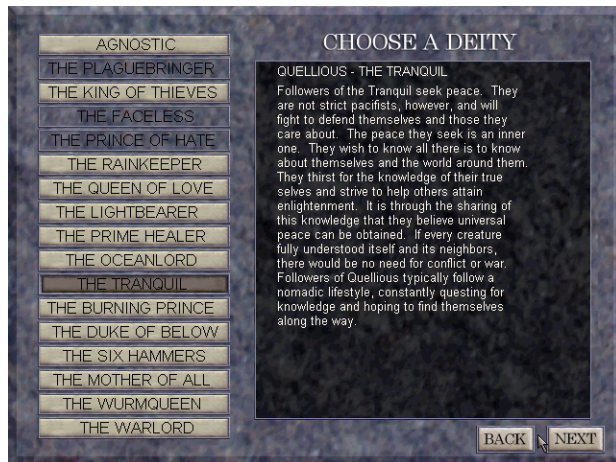 CHOOSE A DEITY
AGNOSTIC
THE PLAGUEBRINGER
THE KING OF THIEVES
THE FACELESS
THE PRINCE OF HATE
THE RAINKEEPER
THE QUEEN OF LOVE
THE LIGHTBEARER
THE PRIME HEALER
THE OCEANLORD
THE TRANQUIL
THE BURNING PRINCE
THE DUKE OF BELOW
THE SIX HAMMERS
THE MOTHER OF ALL
THE WURMQUEEN
THE WARLORD
QUELLIOUS - THE TRANQUIL
Followers of the Tranquil seek peace. They
are not strict pacifists, however, and will
fight to defend themselves and those they
care about. The peace they seek is an inner
one. They wish to know all there is to know
about themselves and the world around them.
They thirst for the knowledge of their true
selves and strive to help others attain
enlightenment. It is through the sharing of
this knowledge that they believe universal
peace can be obtained. If every creature
fully understood itself and its neighbors,
there would be no need for conflict or war.
Followers of Quellious typically follow a
nomadic lifestyle, constantly questing for
knowledge and hoping to find themselves
along the way.
BACK
NEXT